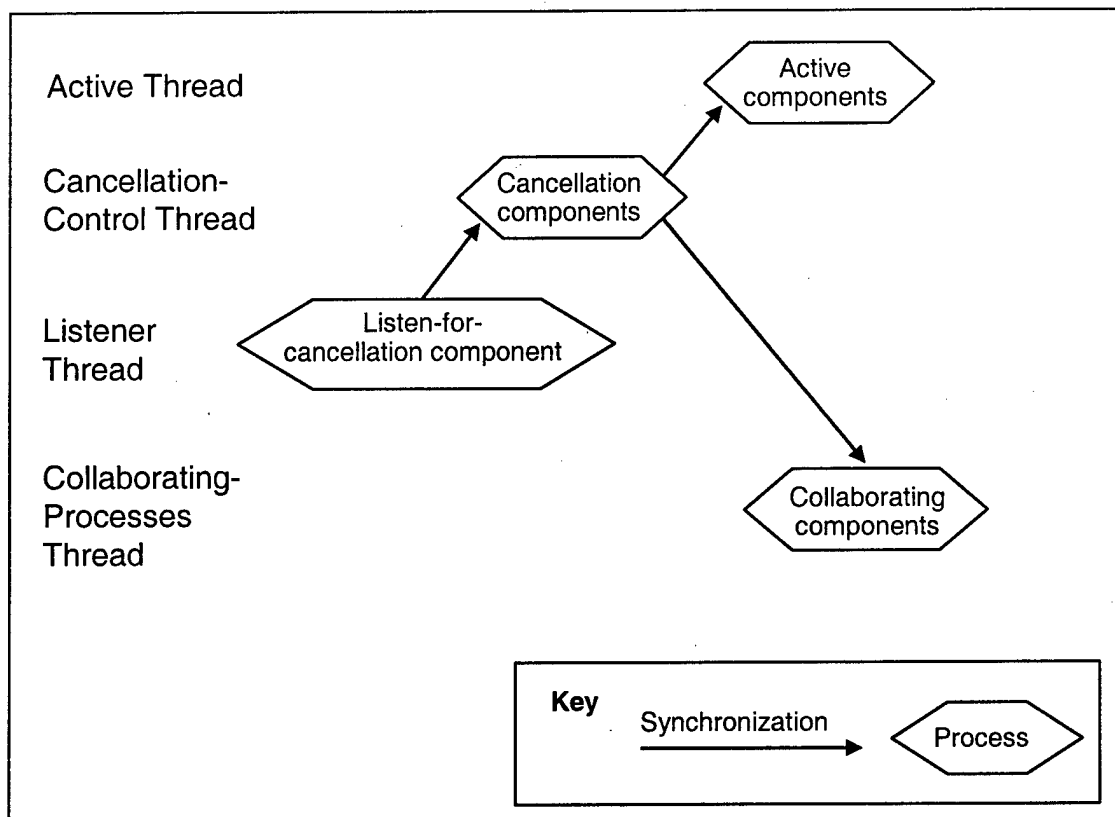 Active Thread
Active
components
Cancellation-
Control Thread
Cancellation
components
Listener
Thread
Listen-for-
cancellation component
Collaborating-
Processes
Thread
Collaborating
components
Key
Synchronization
Process